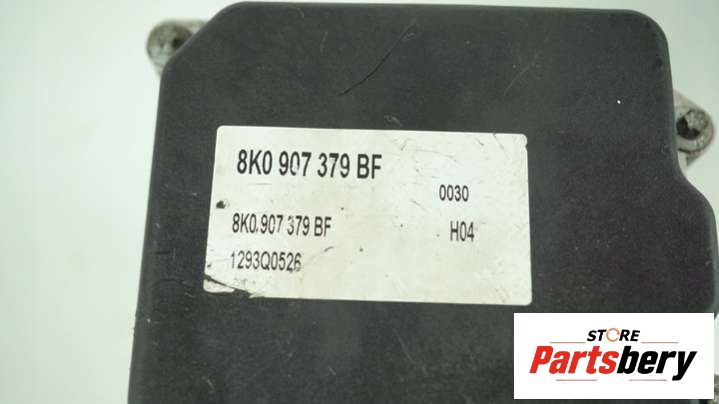 8K0 907 379 BF
0030
8K0.907 379 BF
H04
1293Q0526
STORE
Partsbery